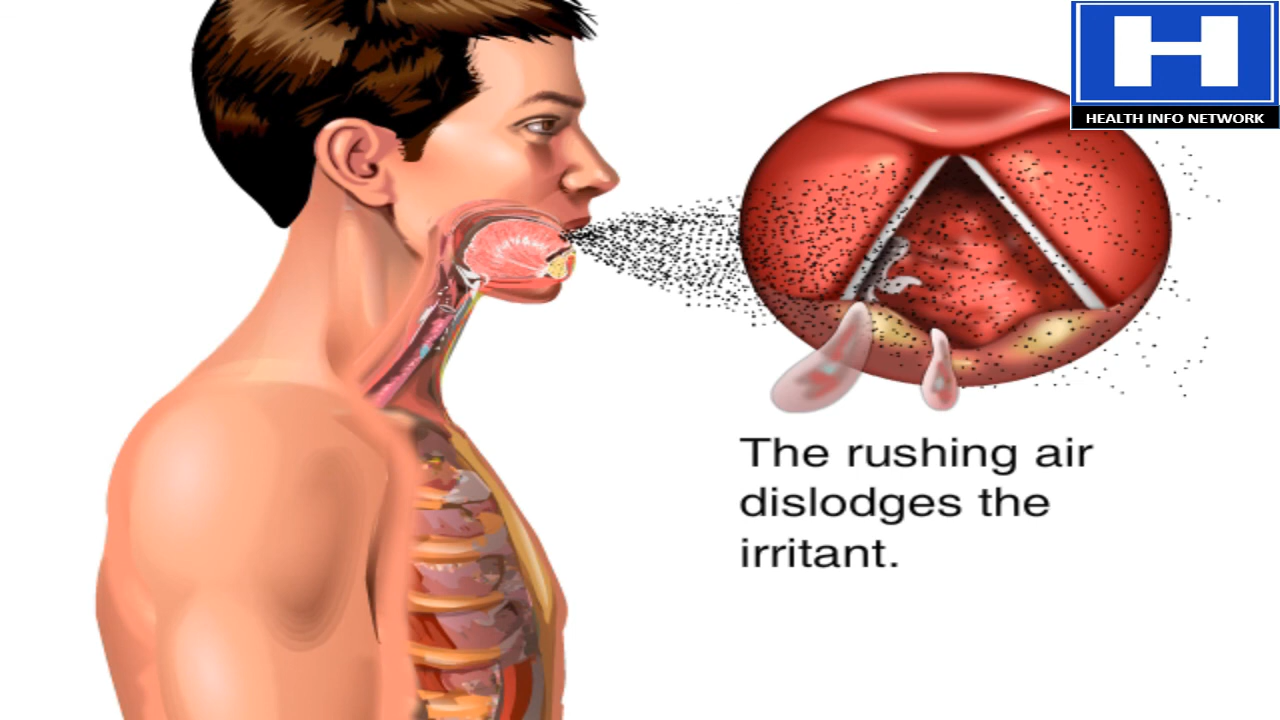 H
HEALTH INFO NETWORK
The rushing air
dislodges the
irritant.